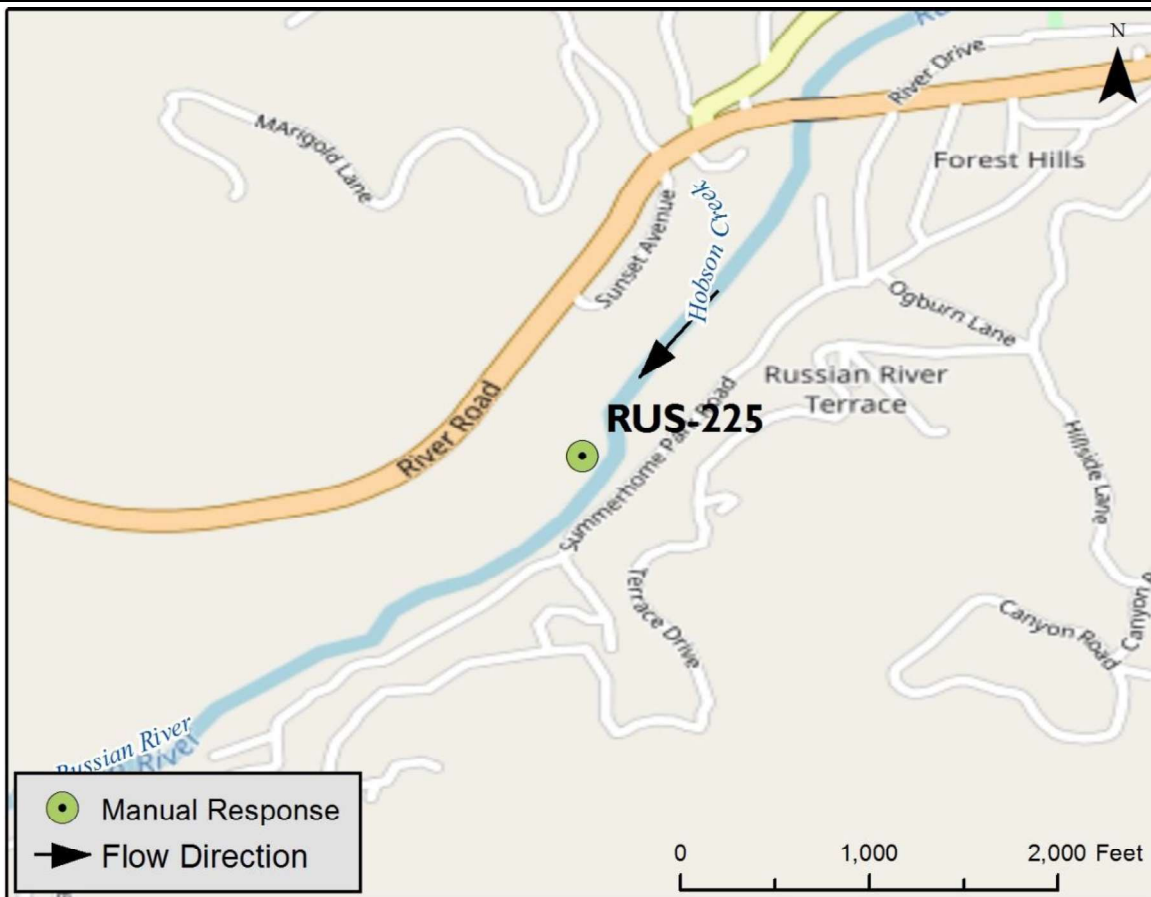 N
River Drive
MArigold Lane
Forest Hills
Hobson Creek
Sunset Avenue
Ogburn Lane
Russian River
Terrace
RUS-225
River Road
Summerhome Park Road
Hillside Lane
Terrace Drive
Canyon Road
Canyon
Russian River
River
Manual Response
Flow Direction
0 1,000 2,000 Feet